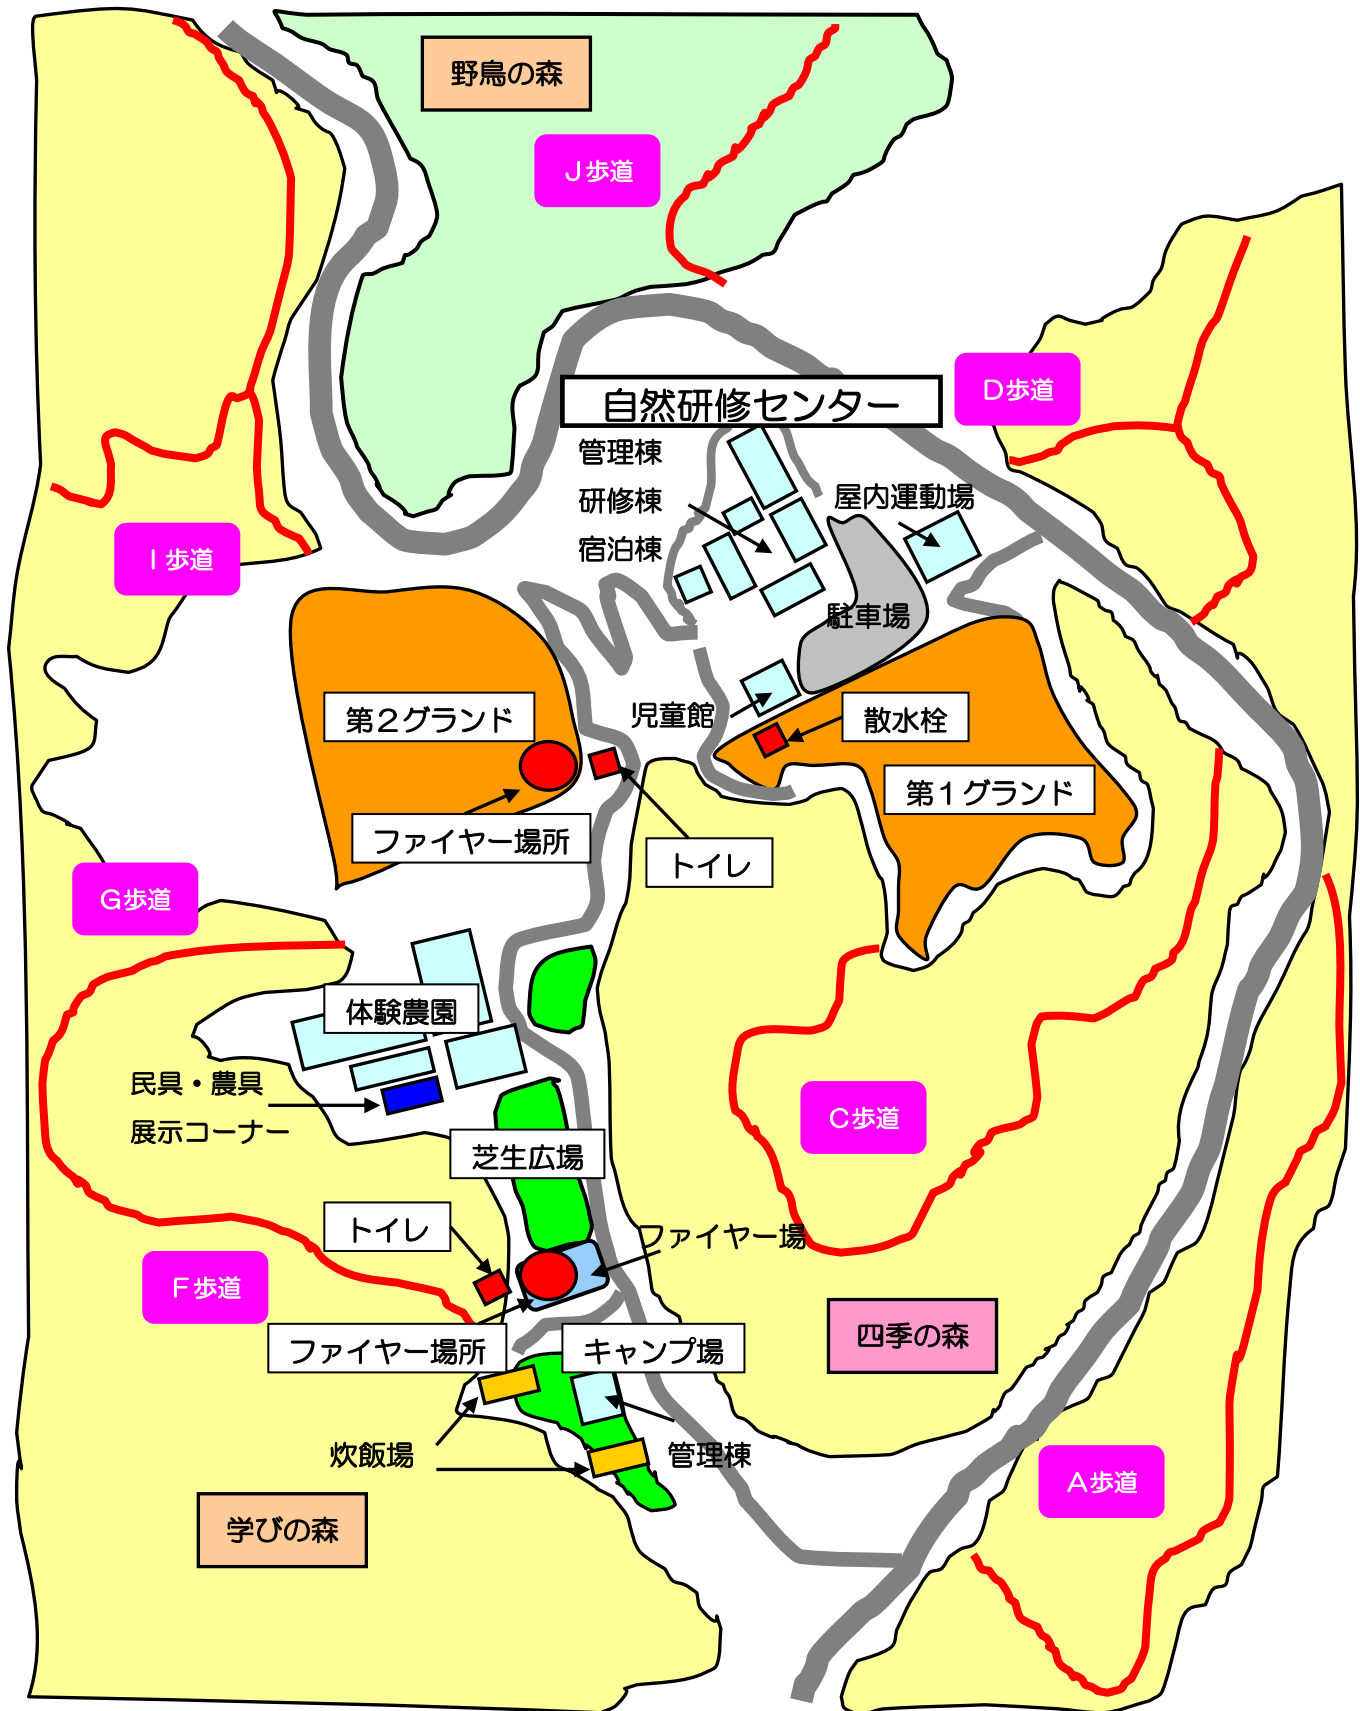 野鳥の森
Ｊ歩道
Ｄ歩道
自然研修センター
管理棟
研修棟
宿泊棟
屋内運動場
Ｉ歩道
駐車場
児童館
散水栓
第２グランド
第１グランド
ファイヤー場所
トイレ
Ｇ歩道
体験農園
民具・農具
展示コーナー
Ｃ歩道
芝生広場
トイレ
ファイヤー場
Ｆ歩道
ファイヤー場所
キャンプ場
四季の森
炊飯場
管理棟
Ａ歩道
学びの森